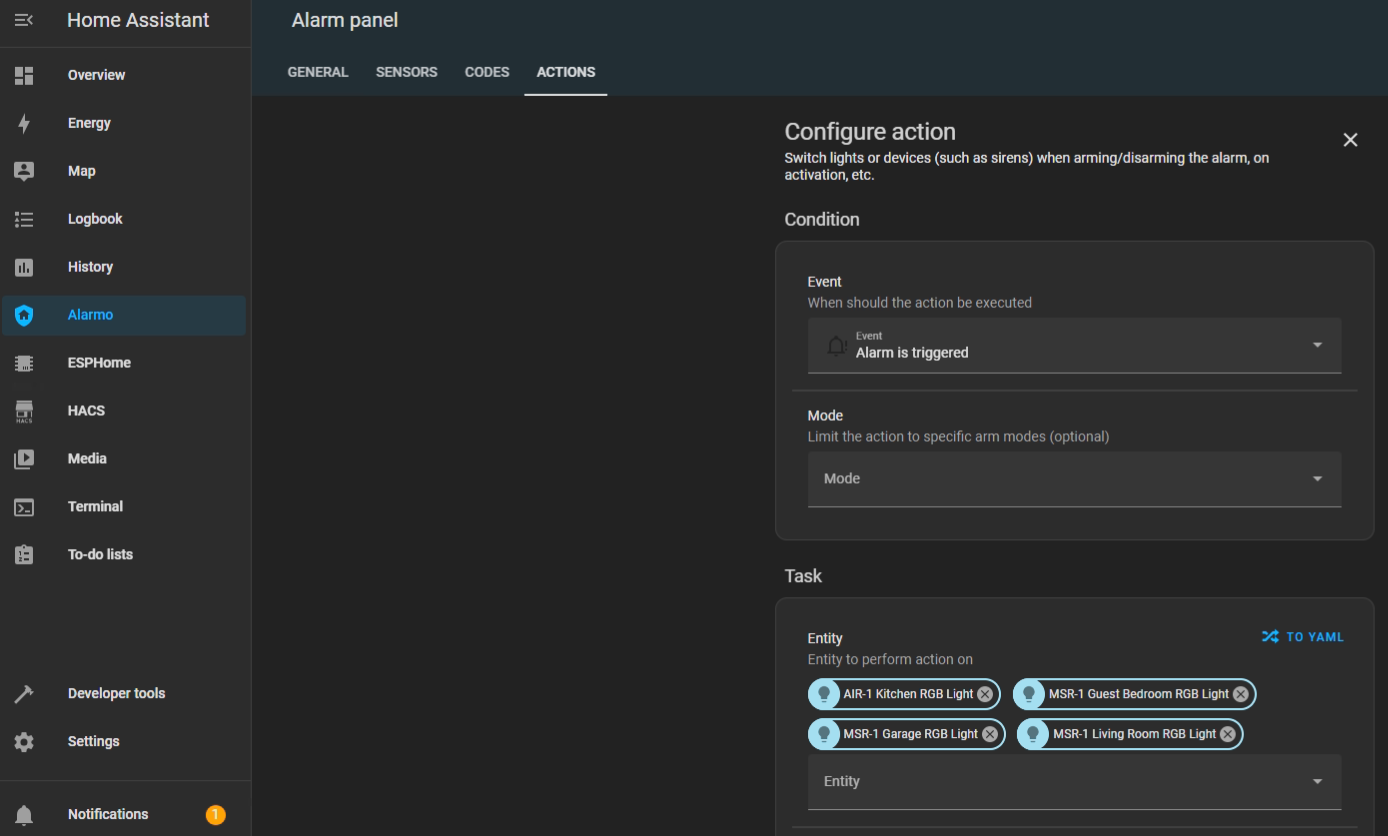 Home Assistant
Overview
Energy
Map
Logbook
History
Alarmo
ESPHome
HACS
HACS
Media
Terminal
To-do lists
Developer tools
Settings
Notifications 1
Alarm panel
GENERAL SENSORS CODES ACTIONS
Configure action
Switch lights or devices (such as sirens) when arming/disarming the alarm, on
activation, etc.
Condition
Event
When should the action be executed
Event
Alarm is triggered
Mode
Limit the action to specific arm modes (optional)
Mode
Task
Entity
TO YAML
Entity to perform action on
AIR-1 Kitchen RGB Light MSR-1 Guest Bedroom RGB Light
MSR-1 Garage RGB Light MSR-1 Living Room RGB Light
Entity